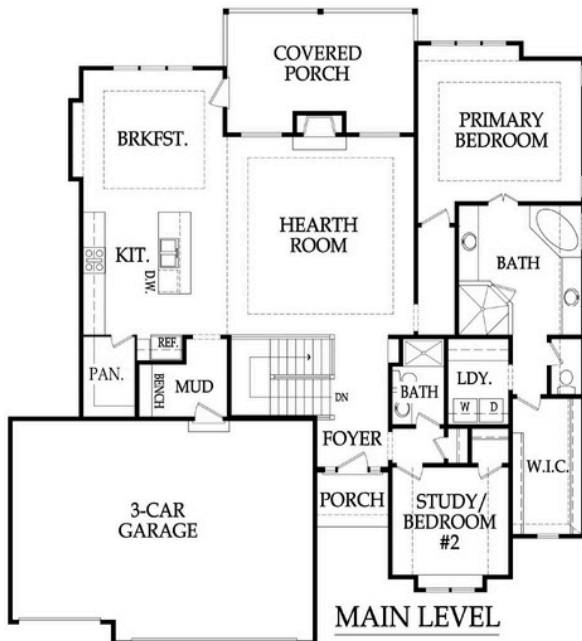 COVERED
PORCH
BRKFST.
PRIMARY
BEDROOM
HEARTH
ROOM
KIT.
D.W.
BATH
REF.
PAN.
BENCH
MUD
DN
BATH
LDY.
W D
FOYER
W.I.C.
3-CAR
GARAGE
PORCH
STUDY/
BEDROOM
#2
MAIN LEVEL